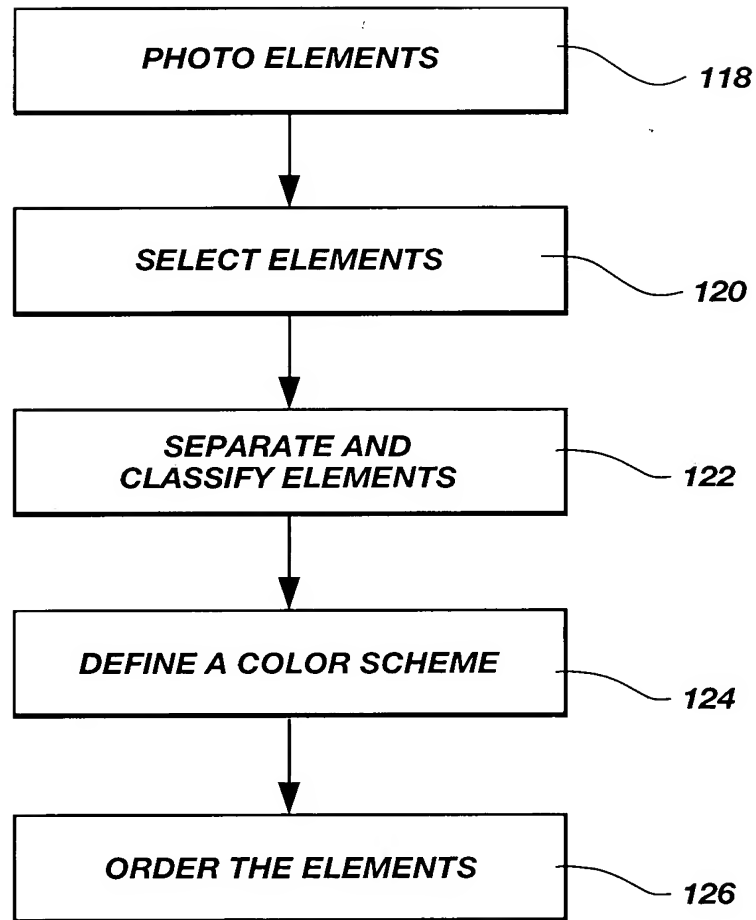 PHOTO ELEMENTS
118
SELECT ELEMENTS
120
SEPARATE AND
CLASSIFY ELEMENTS
122
DEFINE A COLOR SCHEME
124
ORDER THE ELEMENTS
126